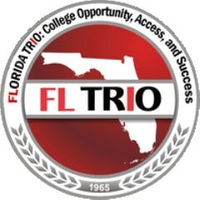 FLORIDA TRiO: College Opportunity, Access, and Success
FL TRIO
1965